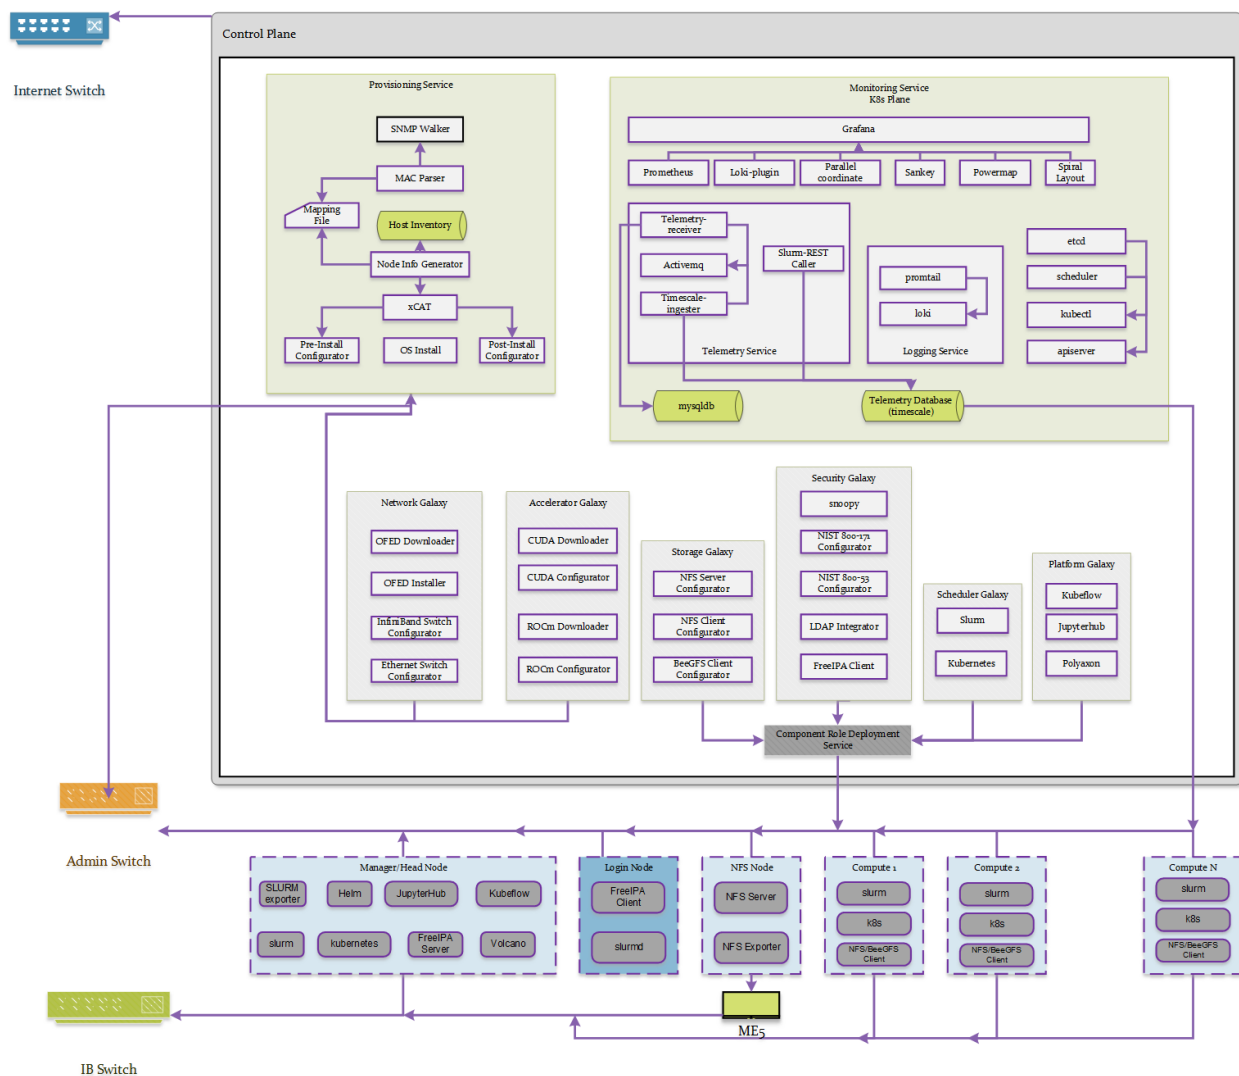 Internet Switch
Control Plane
Provisioning Service
SNMP Walker
MAC Parser
Mapping
File
Host Inventory
Node Info Generator
xCAT
Pre-Install
Configurator
OS Install
Post-Install
Configurator
Monitoring Service
K8s Plane
Grafana
Prometheus
Loki-plugin
Parallel
coordinate
Sankey
Powermap
Spiral
Layout
Telemetry-
receiver
Activemq
Timescale-
ingester
Slurm-REST
Caller
Telemetry Service
promtail
loki
Logging Service
etcd
scheduler
kubectl
apiserver
mysqldb
Telemetry Database
(timescale)
Network Galaxy
OFED Downloader
OFED Installer
InfiniBand Switch
Configurator
Ethernet Switch
Configurator
Accelerator Galaxy
CUDA Downloader
CUDA Configurator
ROCm Downloader
ROCm Configurator
Storage Galaxy
NFS Server
Configurator
NFS Client
Configurator
BeeGFS Client
Configurator
Security Galaxy
snoopy
NIST 800-171
Configurator
NIST 800-53
Configurator
LDAP Integrator
FreeIPA Client
Scheduler Galaxy
Slurm
Kubernetes
Platform Galaxy
Kubeflow
Jupyterhub
Polyaxon
Component Role Deployment
Service
Admin Switch
Manager/Head Node
SLURM
exporter
Helm
JupyterHub
Kubeflow
slurm
kubernetes
FreeIPA
Server
Volcano
Login Node
FreeIPA
Client
slurmd
NFS Node
NFS Server
NFS Exporter
Compute 1
slurm
k8s
NFS/BeeGFS
Client
Compute 2
slurm
k8s
NFS/BeeGFS
Client
Compute N
slurm
k8s
NFS/BeeGFS
Client
ME5
IB Switch